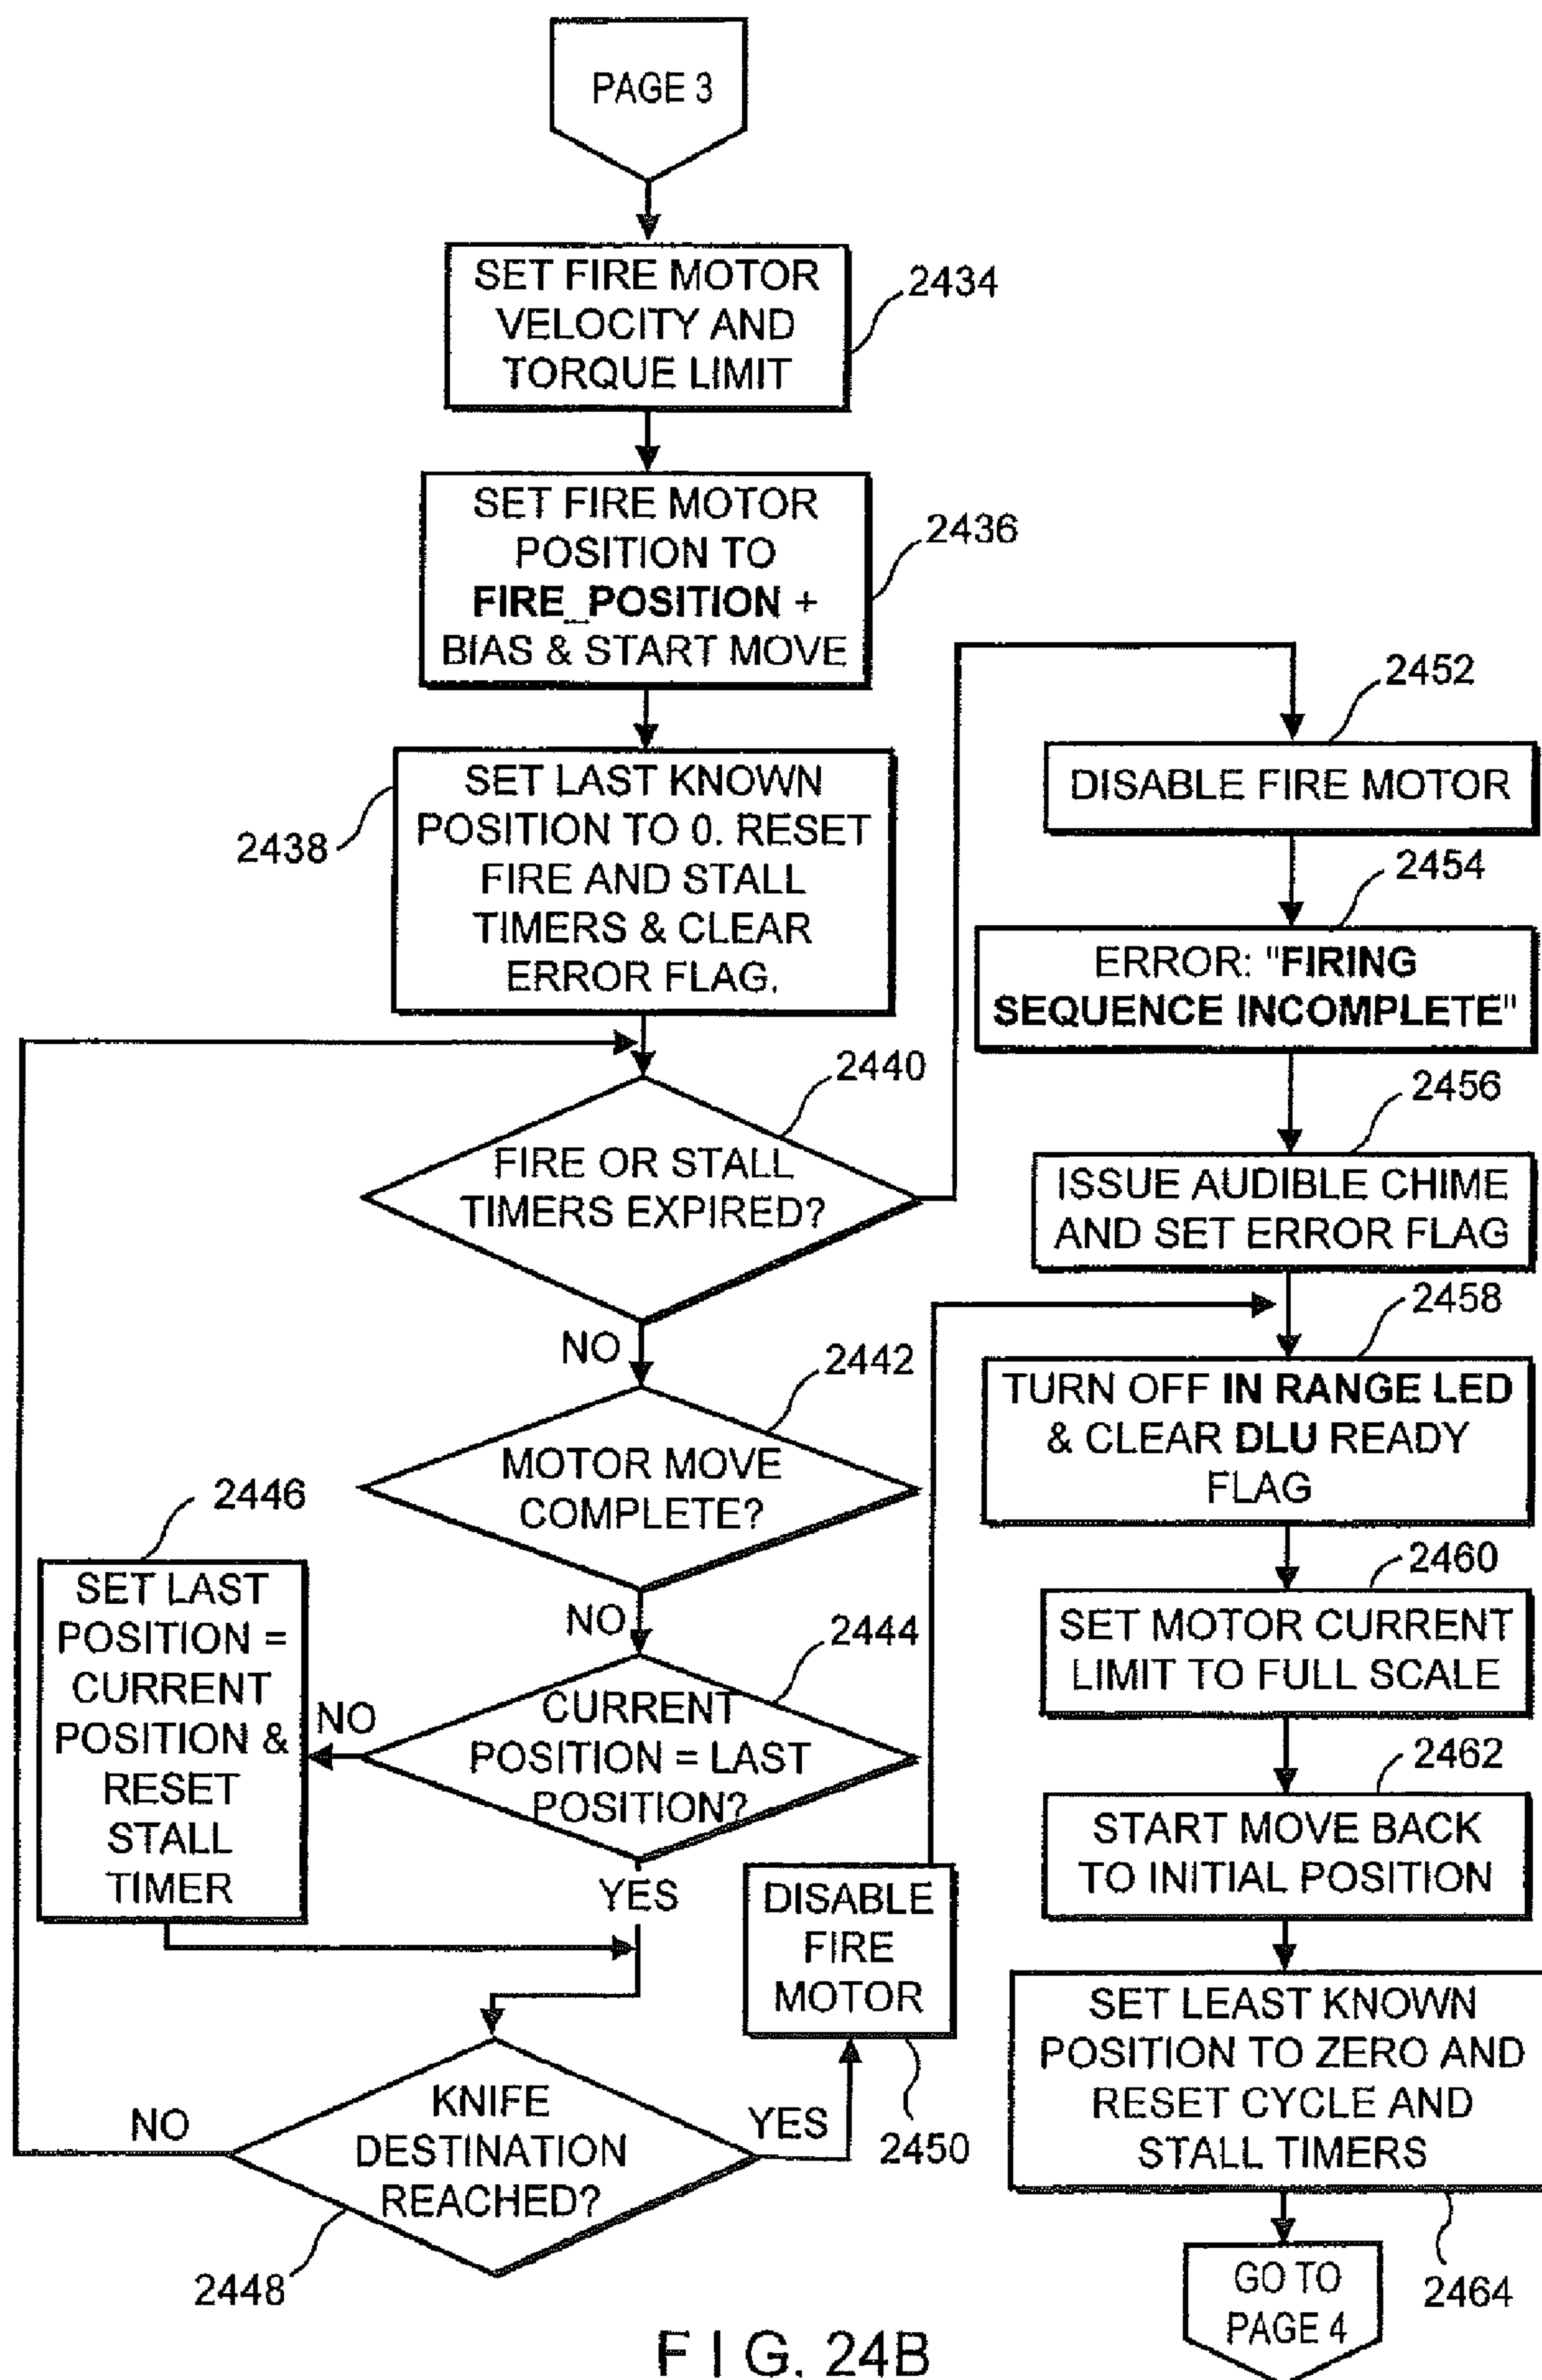 PAGE 3
SET FIRE MOTOR
VELOCITY AND
TORQUE LIMIT
2434
SET FIRE MOTOR
POSITION TO
FIRE_POSITION +
BIAS & START MOVE
2436
SET LAST KNOWN
POSITION TO 0. RESET
FIRE AND STALL
TIMERS & CLEAR
ERROR FLAG.
2438
FIRE OR STALL
TIMERS EXPIRED?
2440
NO
MOTOR MOVE
COMPLETE?
2442
NO
CURRENT
POSITION = LAST
POSITION?
2444
NO
YES
2446
SET LAST
POSITION =
CURRENT
POSITION &
RESET
STALL
TIMER
KNIFE
DESTINATION
REACHED?
2448
NO
YES
DISABLE
FIRE
MOTOR
2450
2452
DISABLE FIRE MOTOR
2454
ERROR: "FIRING
SEQUENCE INCOMPLETE"
2456
ISSUE AUDIBLE CHIME
AND SET ERROR FLAG
2458
TURN OFF IN RANGE LED
& CLEAR DLU READY
FLAG
2460
SET MOTOR CURRENT
LIMIT TO FULL SCALE
2462
START MOVE BACK
TO INITIAL POSITION
SET LEAST KNOWN
POSITION TO ZERO AND
RESET CYCLE AND
STALL TIMERS
2464
GO TO
PAGE 4
FIG. 24B